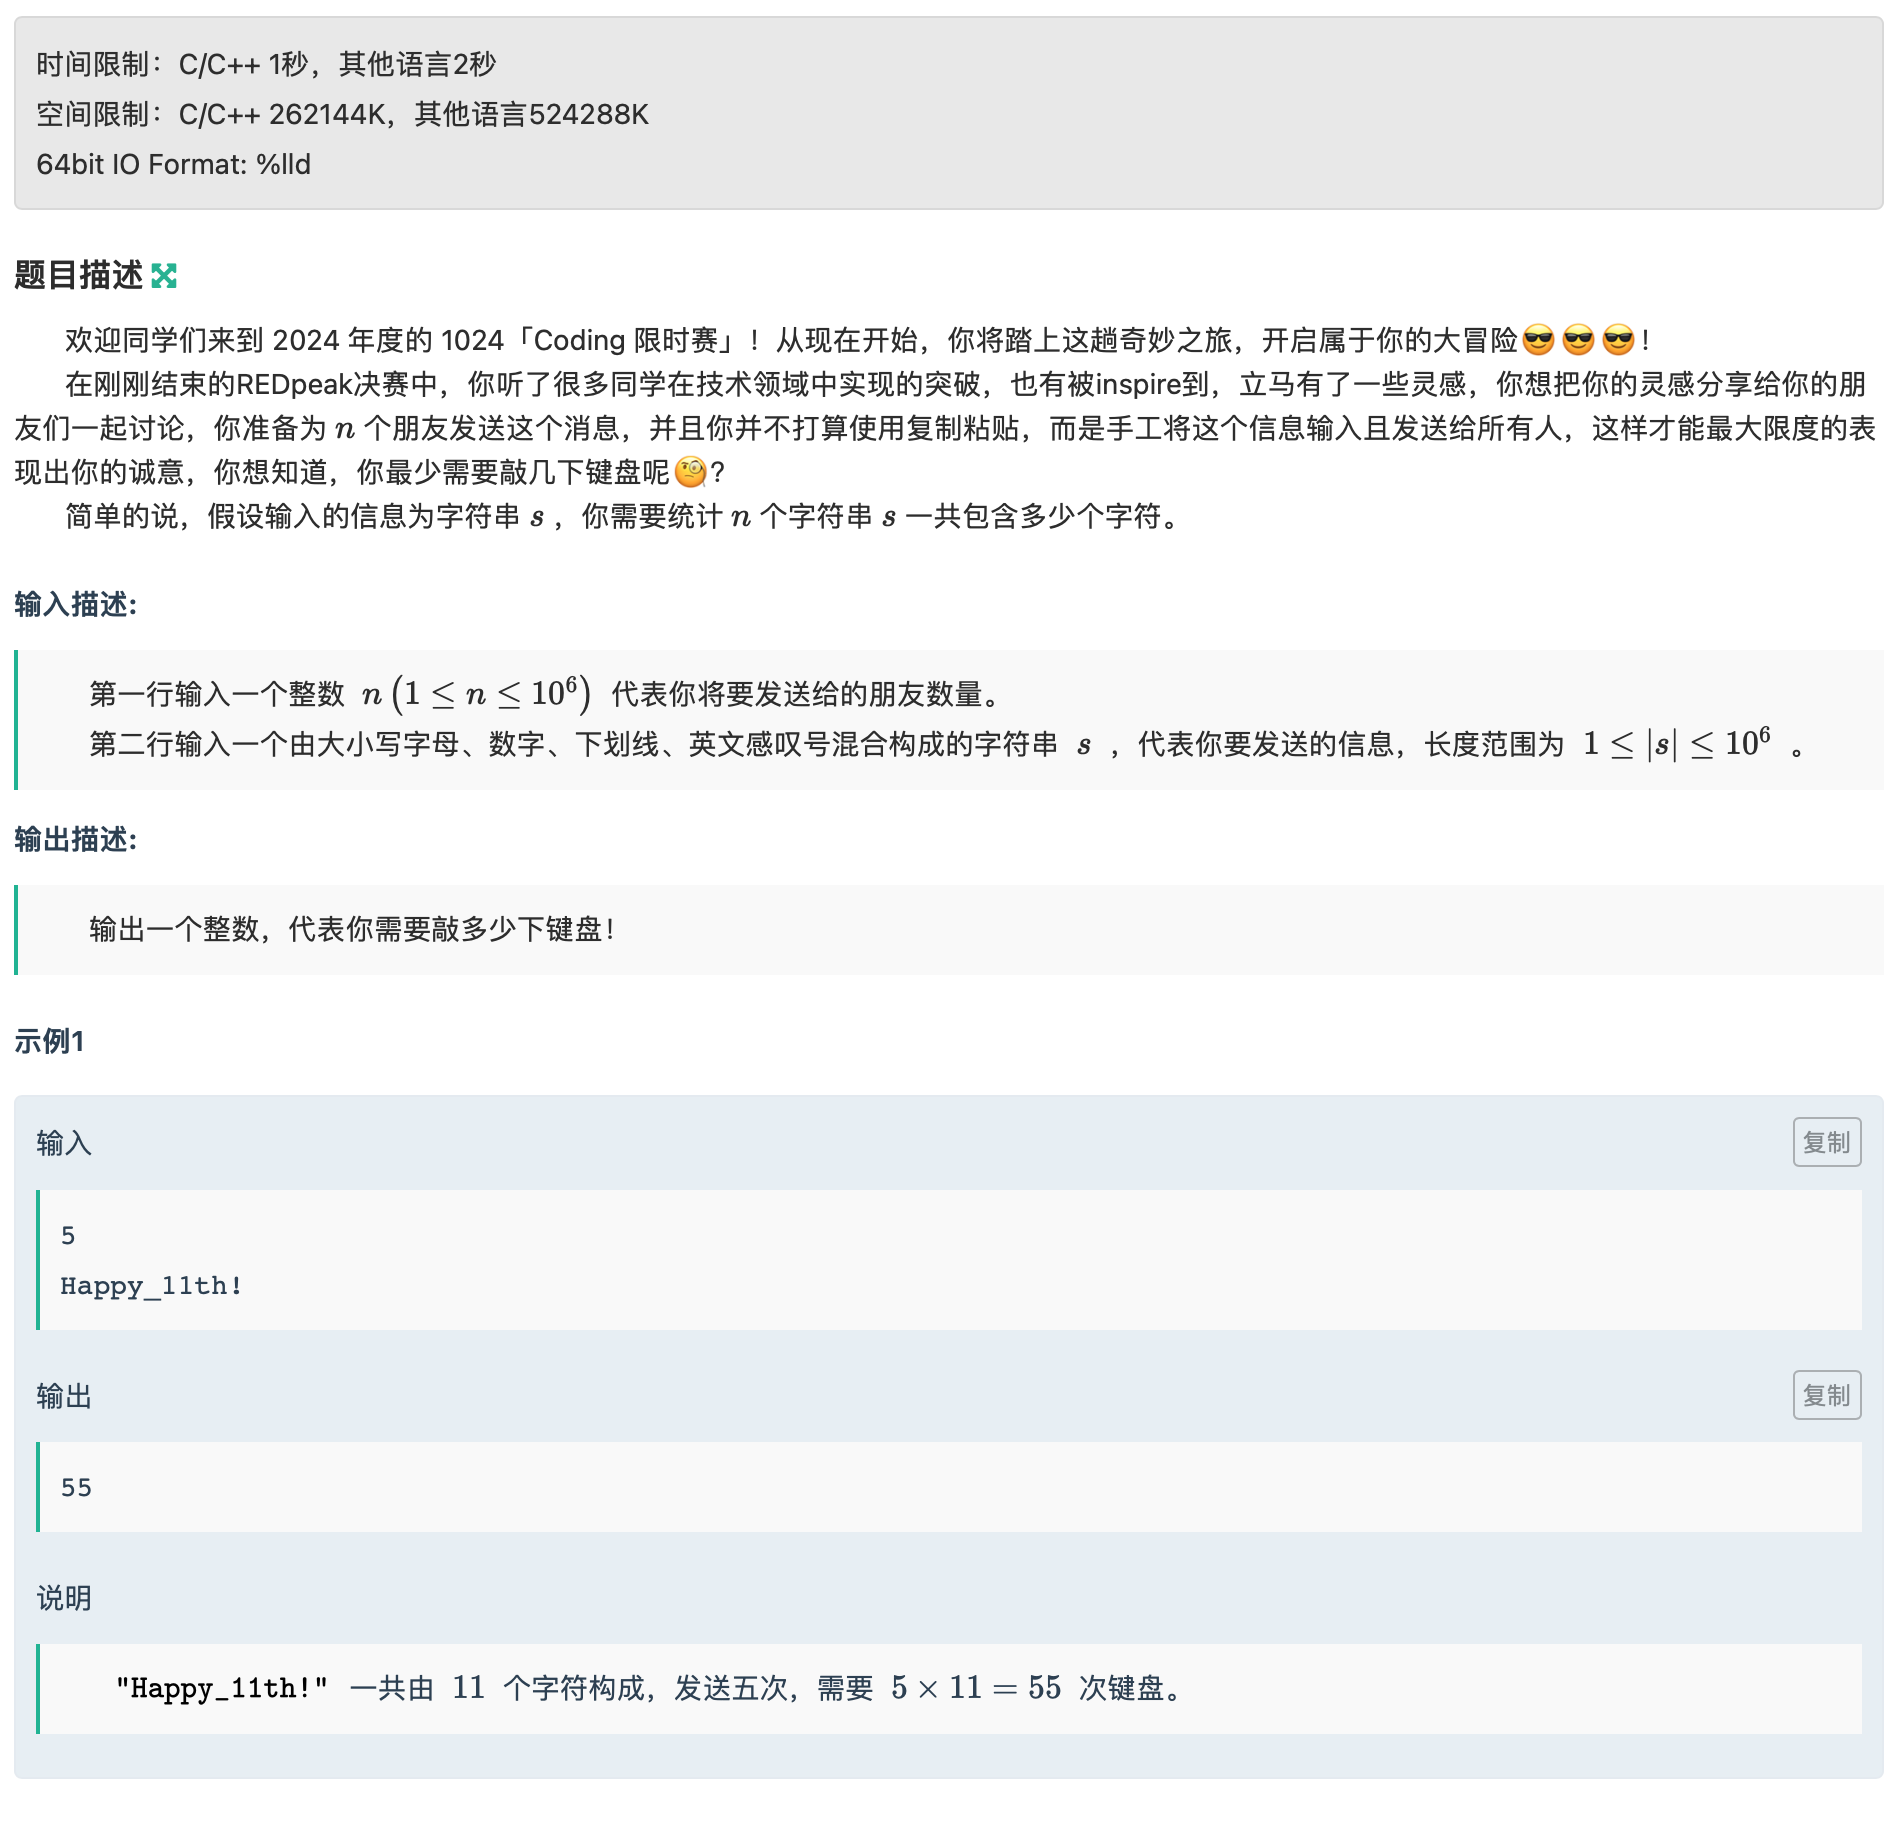 时间限制：C/C++ 1秒，其他语言2秒
空间限制：C/C++ 262144K，其他语言524288K
64bit IO Format: %lld
题目描述
欢迎同学们来到 2024 年度的 1024「Coding 限时赛」！从现在开始，你将踏上这趟奇妙之旅，开启属于你的大冒险😎😎😎！
在刚刚结束的REDpeak决赛中，你听了很多同学在技术领域中实现的突破，也有被inspire到，立马有了一些灵感，你想把你的灵感分享给你的朋
友们一起讨论，你准备为 n 个朋友发送这个消息，并且你并不打算使用复制粘贴，而是手工将这个信息输入且发送给所有人，这样才能最大限度的表
现出你的诚意，你想知道，你最少需要敲几下键盘呢🧐?
简单的说，假设输入的信息为字符串 s ，你需要统计 n 个字符串 s 一共包含多少个字符。
输入描述:
第一行输入一个整数 n (1 ≤ n ≤ 10⁶) 代表你将要发送给的朋友数量。
第二行输入一个由大小写字母、数字、下划线、英文感叹号混合构成的字符串 s ，代表你要发送的信息，长度范围为 1 ≤ |s| ≤ 10⁶ 。
输出描述:
输出一个整数，代表你需要敲多少下键盘！
示例1
输入
复制
5
Happy_11th!
输出
复制
55
说明
"Happy_11th!" 一共由 11 个字符构成，发送五次，需要 5 × 11 = 55 次键盘。